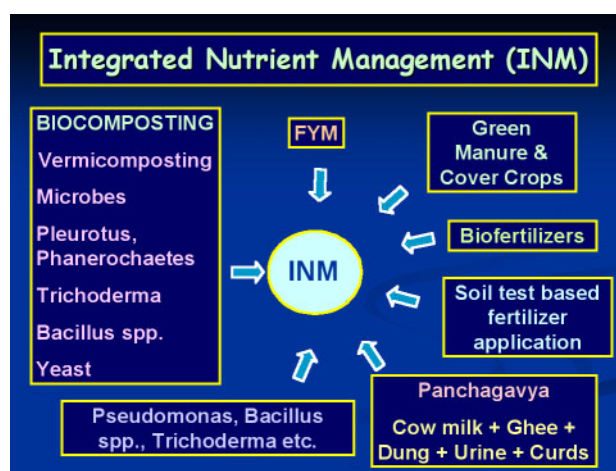 Integrated Nutrient Management (INM)
BIOCOMPOSTING
Vermicomposting
Microbes
Pleurotus,
Phanerochaetes
Trichoderma
Bacillus spp.
Yeast
FYM
Green
Manure &
Cover Crops
Biofertilizers
INM
Soil test based
fertilizer
application
Panchagavya
Cow milk + Ghee +
Dung + Urine + Curds
Pseudomonas, Bacillus
spp., Trichoderma etc.